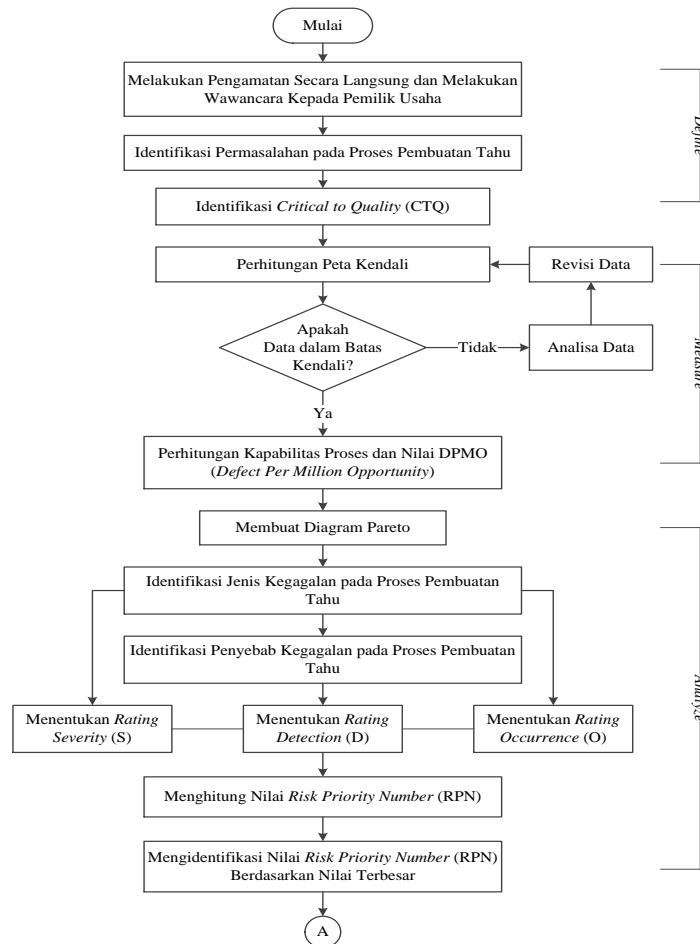 Mulai
Melakukan Pengamatan Secara Langsung dan Melakukan
Wawancara Kepada Pemilik Usaha
Define
Identifikasi Permasalahan pada Proses Pembuatan Tahu
Identifikasi Critical to Quality (CTQ)
Perhitungan Peta Kendali
Revisi Data
Apakah
Data dalam Batas
Kendali?
Tidak
Analisa Data
Measure
Ya
Perhitungan Kapabilitas Proses dan Nilai DPMO
(Defect Per Million Opportunity)
Membuat Diagram Pareto
Identifikasi Jenis Kegagalan pada Proses Pembuatan
Tahu
Identifikasi Penyebab Kegagalan pada Proses Pembuatan
Tahu
Analyze
Menentukan Rating
Severity (S)
Menentukan Rating
Detection (D)
Menentukan Rating
Occurrence (O)
Menghitung Nilai Risk Priority Number (RPN)
Mengidentifikasi Nilai Risk Priority Number (RPN)
Berdasarkan Nilai Terbesar
A